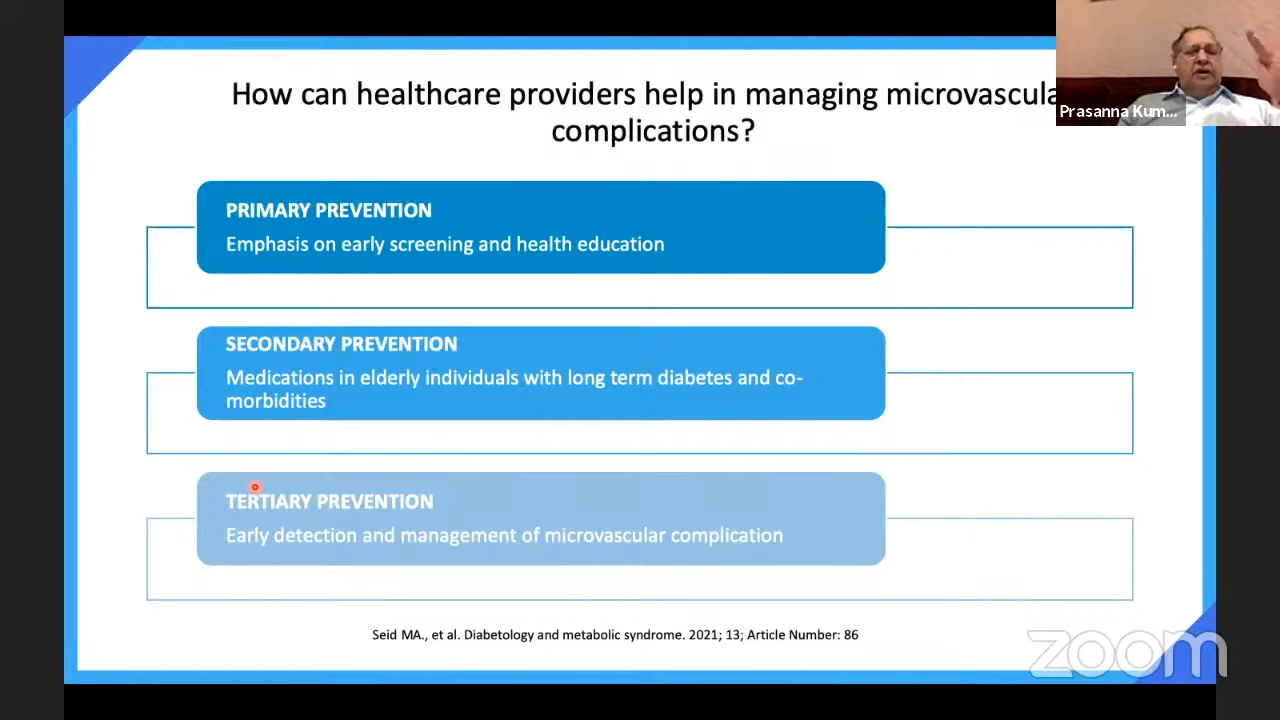 How can healthcare providers help in managing microvascula
complications?
Prasanna Kum...
PRIMARY PREVENTION
Emphasis on early screening and health education
SECONDARY PREVENTION
Medications in elderly individuals with long term diabetes and co-
morbidities
TERTIARY PREVENTION
Early detection and management of microvascular complication
Seid MA., et al. Diabetology and metabolic syndrome. 2021; 13; Article Number: 86
zoom